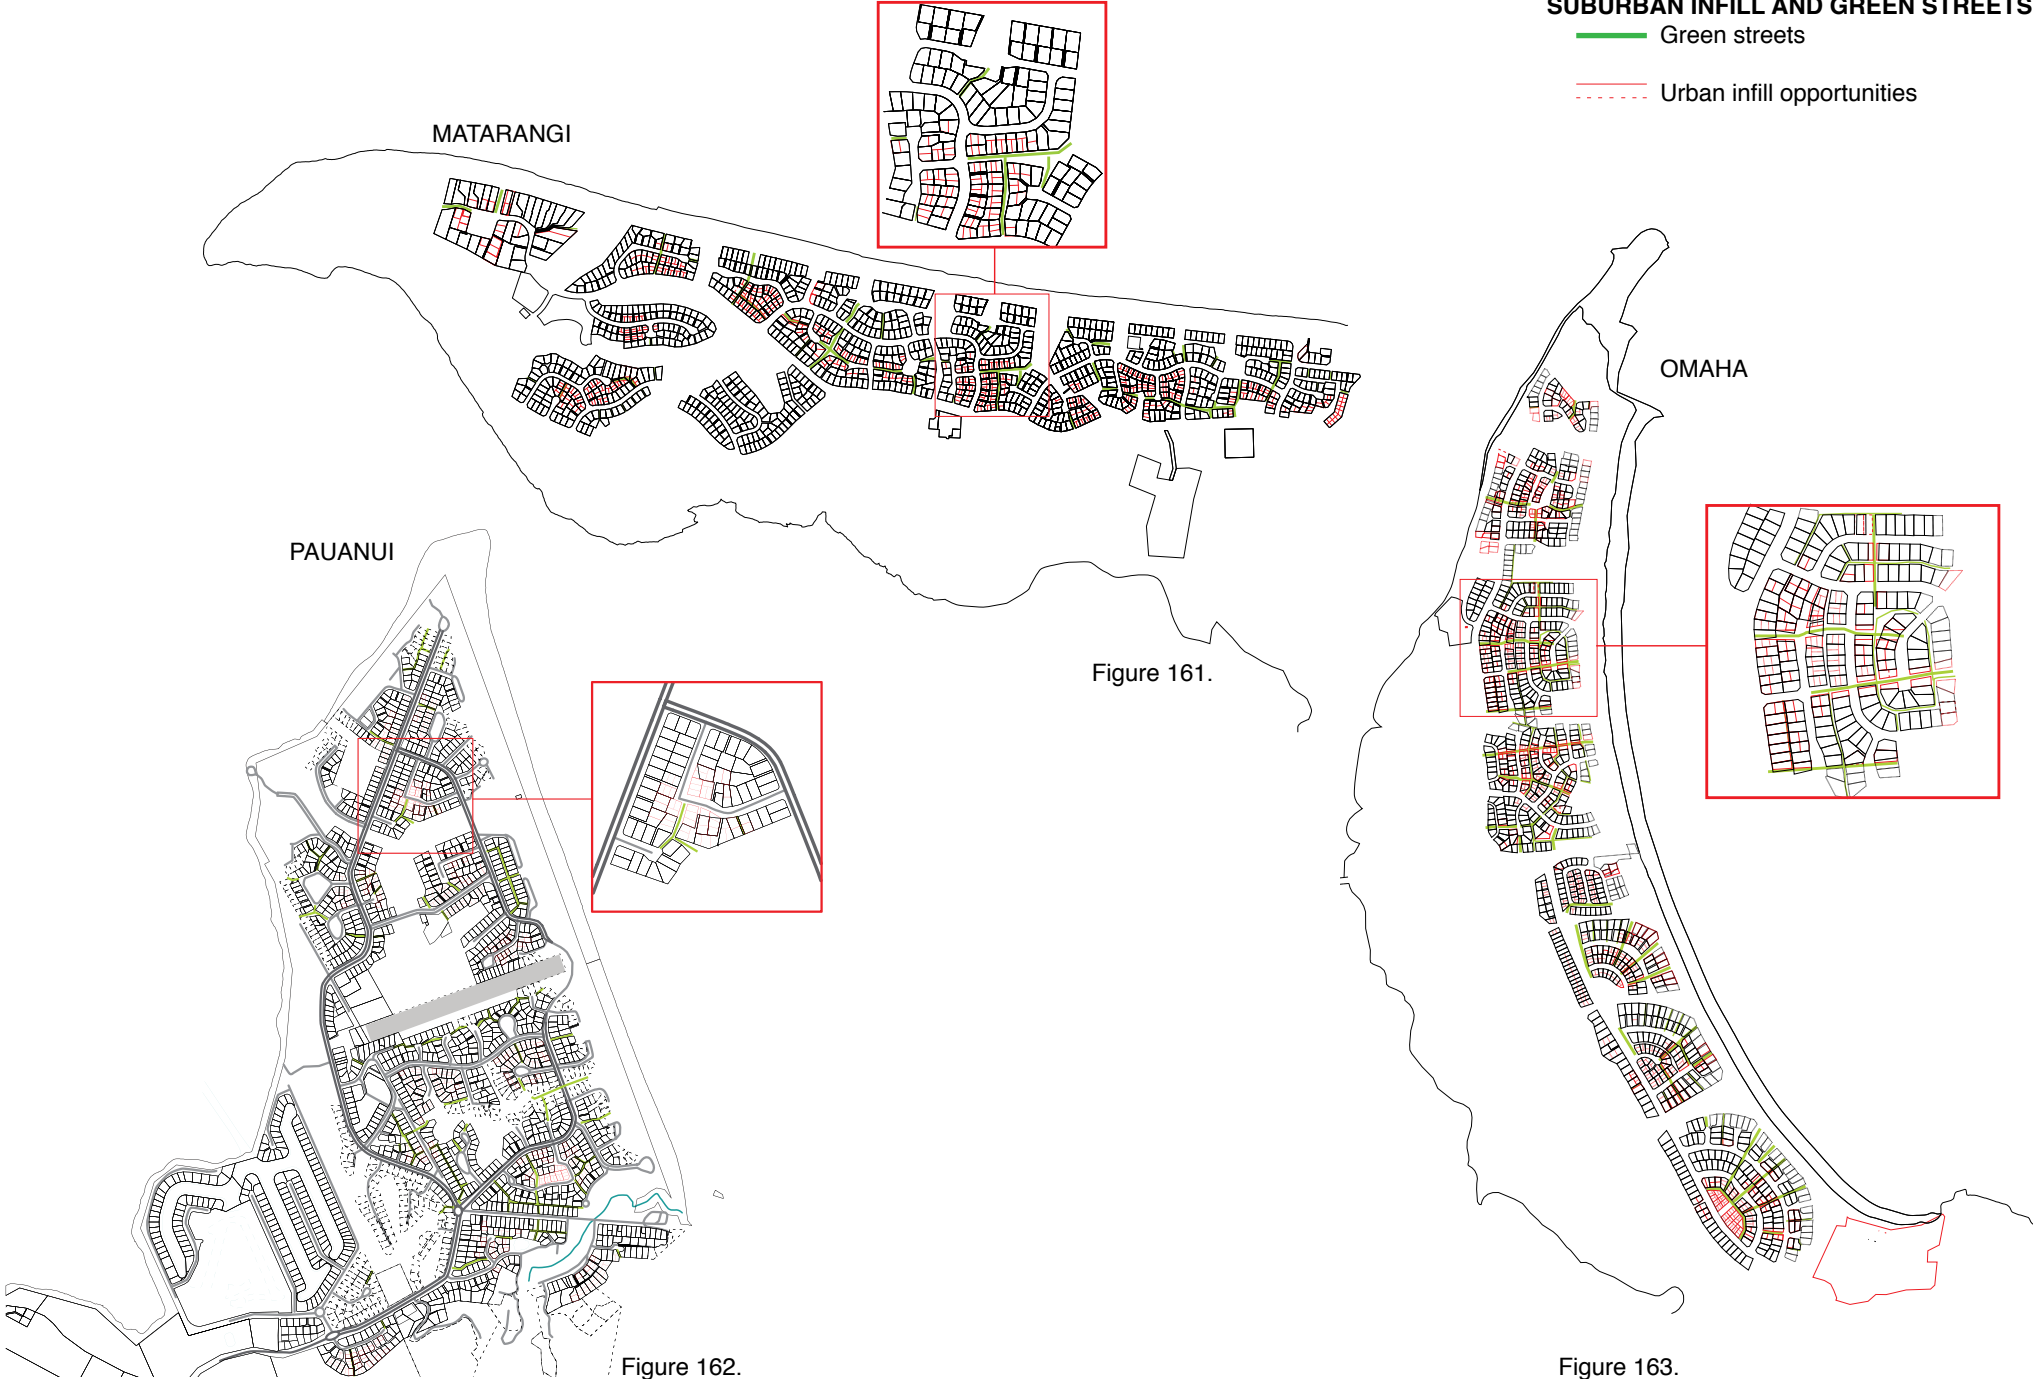 SUBURBAN INFILL AND GREEN STREETS
Green streets
Urban infill opportunities
MATARANGI
OMAHA
PAUANUI
Figure 161.
Figure 162.
Figure 163.